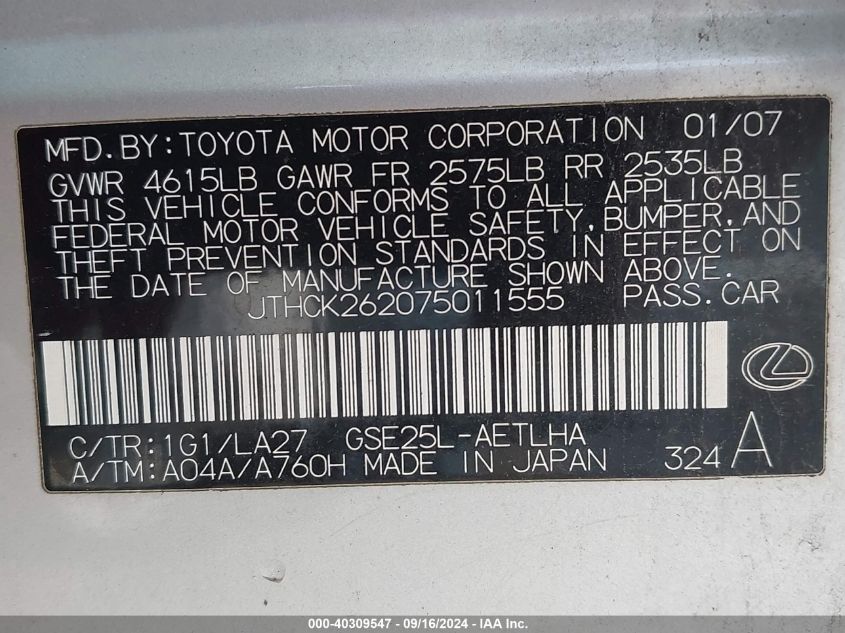 MFD.BY:TOYOTA MOTOR CORPORATION 01/07
GVWR 4615LB GAWR FR 2575LB RR 2535LB
THIS VEHICLE CONFORMS TO ALL APPLICABLE
FEDERAL MOTOR VEHICLE SAFETY,BUMPER,AND
THEFT PREVENTION STANDARDS IN EFFECT ON
THE DATE OF MANUFACTURE SHOWN ABOVE.
JTHCK262075011555 PASS.CAR
C/TR:1G1/LA27 GSE25L-AETLHA
A/TM:A04A/A760H MADE IN JAPAN 324 A
000-40309547 - 09/16/2024 - IAA Inc.